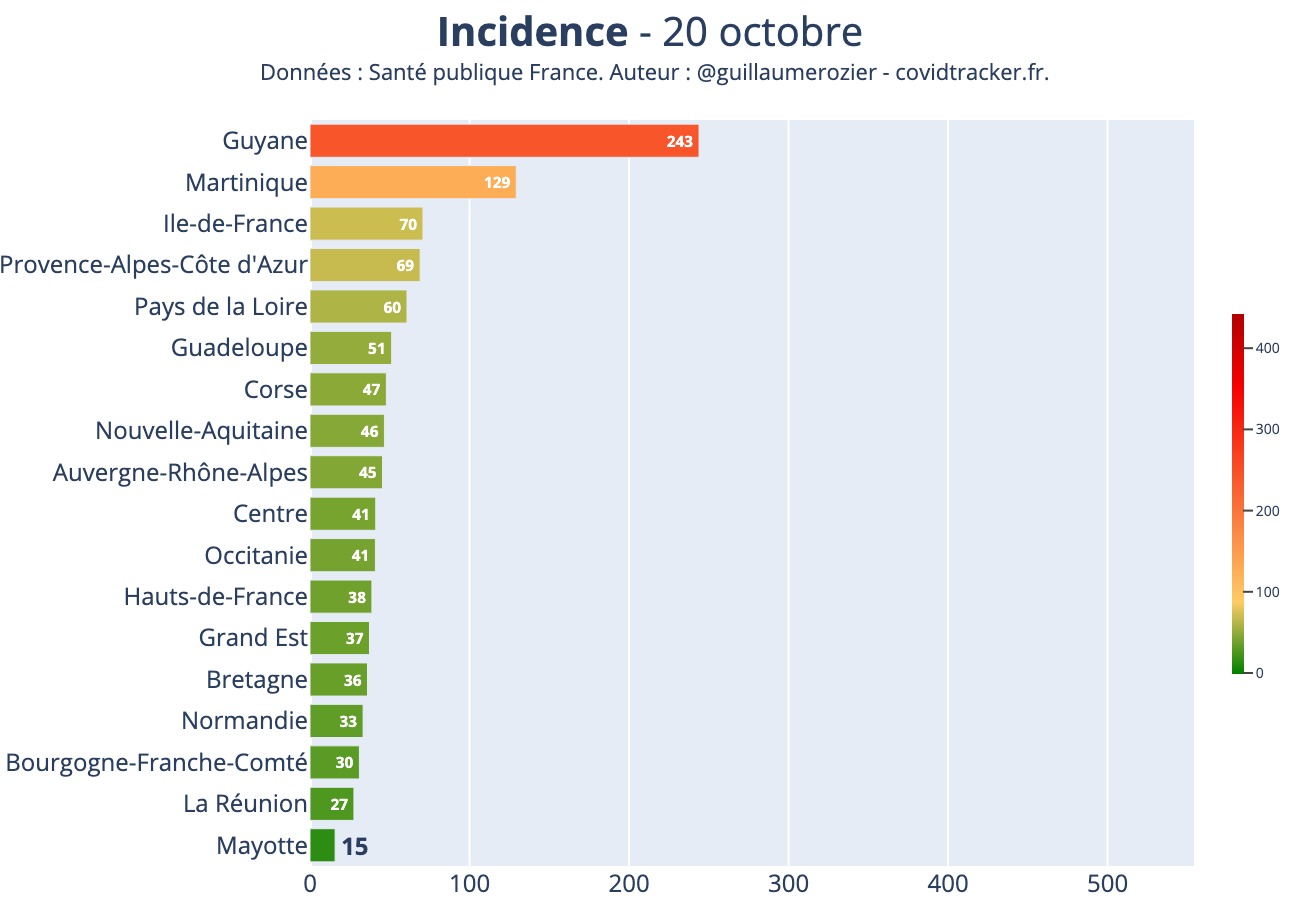 Incidence - 20 octobre
Données : Santé publique France. Auteur : @guillaumerozier - covidtracker.fr.
Guyane 243
Martinique 129
Ile-de-France 70
Provence-Alpes-Côte d'Azur 69
Pays de la Loire 60
Guadeloupe 51
Corse 47
Nouvelle-Aquitaine 46
Auvergne-Rhône-Alpes 45
Centre 41
Occitanie 41
Hauts-de-France 38
Grand Est 37
Bretagne 36
Normandie 33
Bourgogne-Franche-Comté 30
La Réunion 27
Mayotte 15
0 100 200 300 400 500
400
300
200
100
0